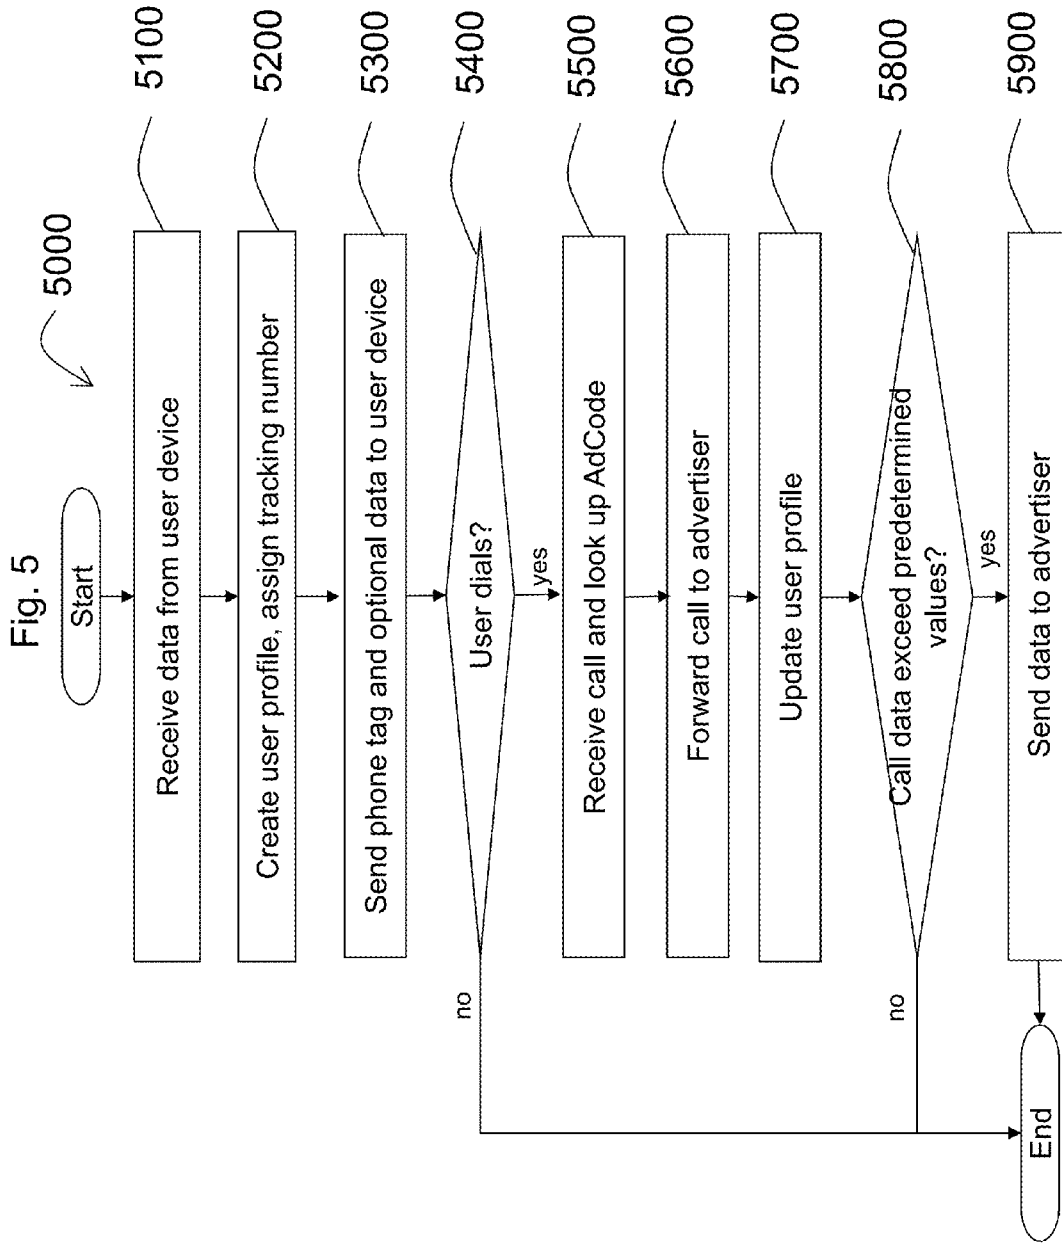 Fig. 5
5000
Start
Receive data from user device
5100
Create user profile, assign tracking number
5200
Send phone tag and optional data to user device
5300
User dials?
5400
no
yes
Receive call and look up AdCode
5500
Forward call to advertiser
5600
Update user profile
5700
Call data exceed predetermined
values?
5800
no
yes
Send data to advertiser
5900
End